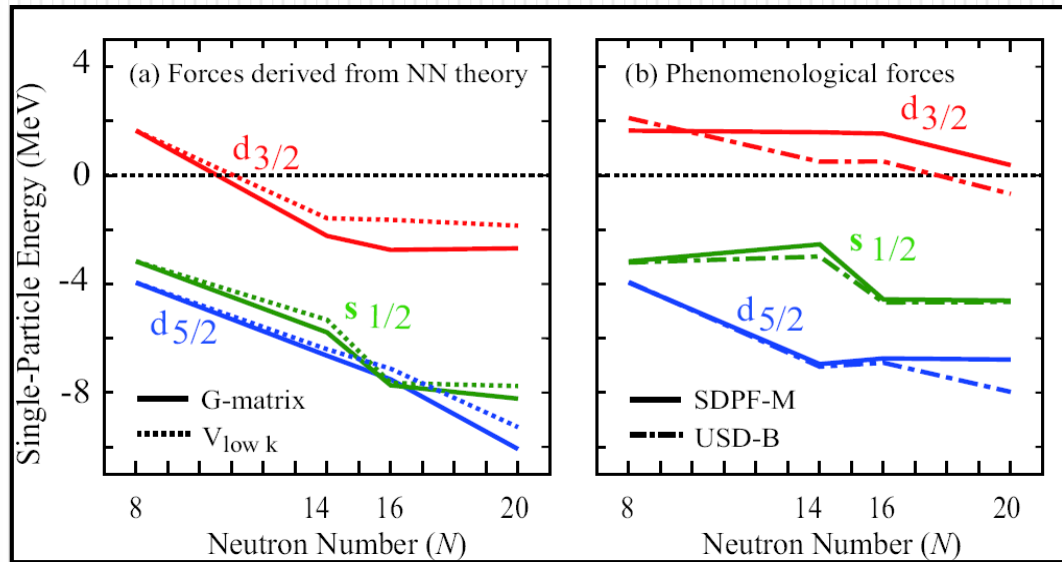 (a) Forces derived from NN theory
(b) Phenomenological forces
Single-Particle Energy (MeV)
4
0
-4
-8
d3/2
s 1/2
d5/2
G-matrix
Vlow k
8
14
16
20
Neutron Number (N)
d3/2
s 1/2
d5/2
SDPF-M
USD-B
8
14
16
20
Neutron Number (N)